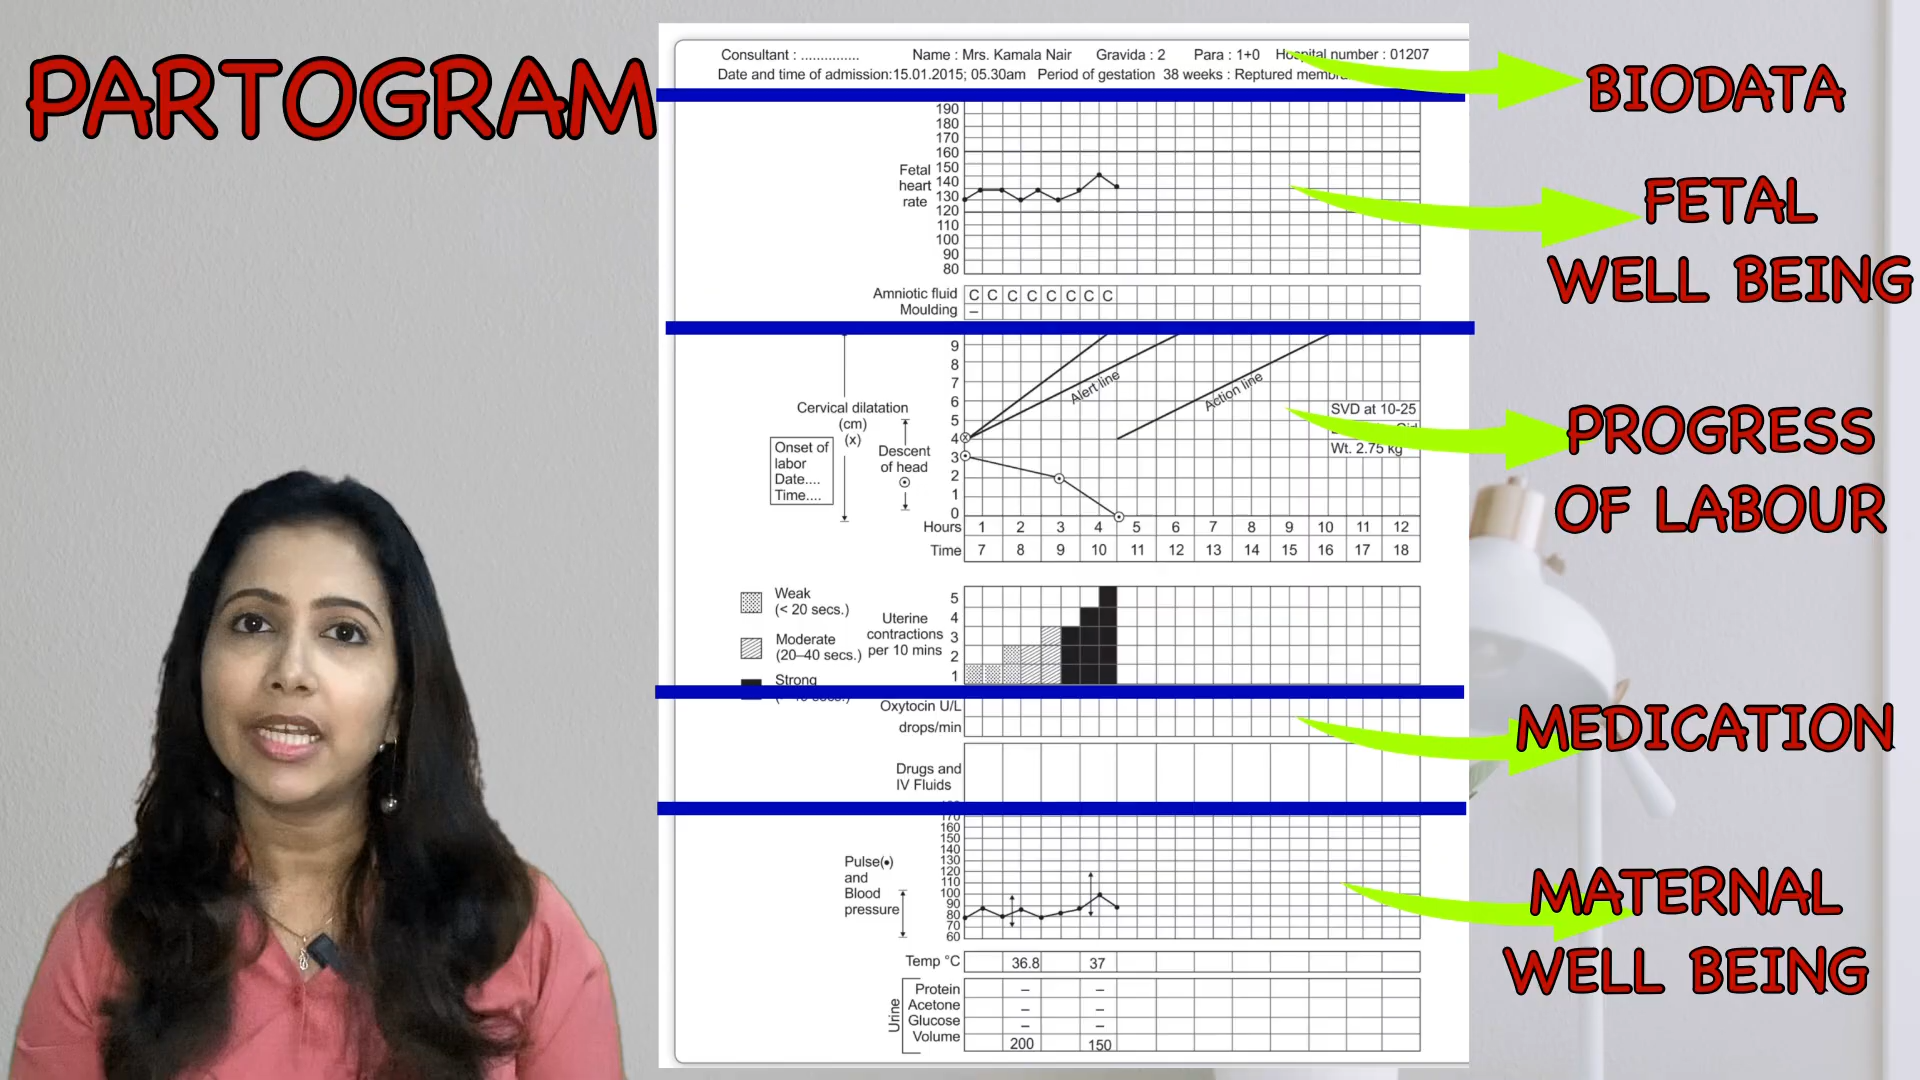 PARTOGRAM
Consultant : ............... Name : Mrs. Kamala Nair Gravida : 2 Para : 1+0 Hospital number : 01207
Date and time of admission:15.01.2015; 05.30am Period of gestation 38 weeks : Reptured
BIODATA
190
180
170
160
150
140
130
120
110
100
90
80
Fetal
heart
rate
FETAL
WELL BEING
Amniotic fluid C C C C C C C C
Moulding –
9
8
7
6
5
4
3
2
1
0
Cervical dilatation
(cm)
(x)
Onset of
labor
Date....
Time....
Descent
of head
Alert line
Action line
SVD at 10-25
Wt. 2.75 kg
PROGRESS
OF LABOUR
Hours 1 2 3 4 5 6 7 8 9 10 11 12
Time 7 8 9 10 11 12 13 14 15 16 17 18
Weak
(< 20 secs.)
Moderate
(20–40 secs.)
Strong
Uterine
contractions
per 10 mins
5
4
3
2
1
Oxytocin U/L
drops/min
Drugs and
IV Fluids
MEDICATION
170
160
150
140
130
120
110
100
90
80
70
60
Pulse(•)
and
Blood
pressure
MATERNAL
WELL BEING
Temp °C 36.8 37
Urine
Protein – –
Acetone – –
Glucose – –
Volume 200 150